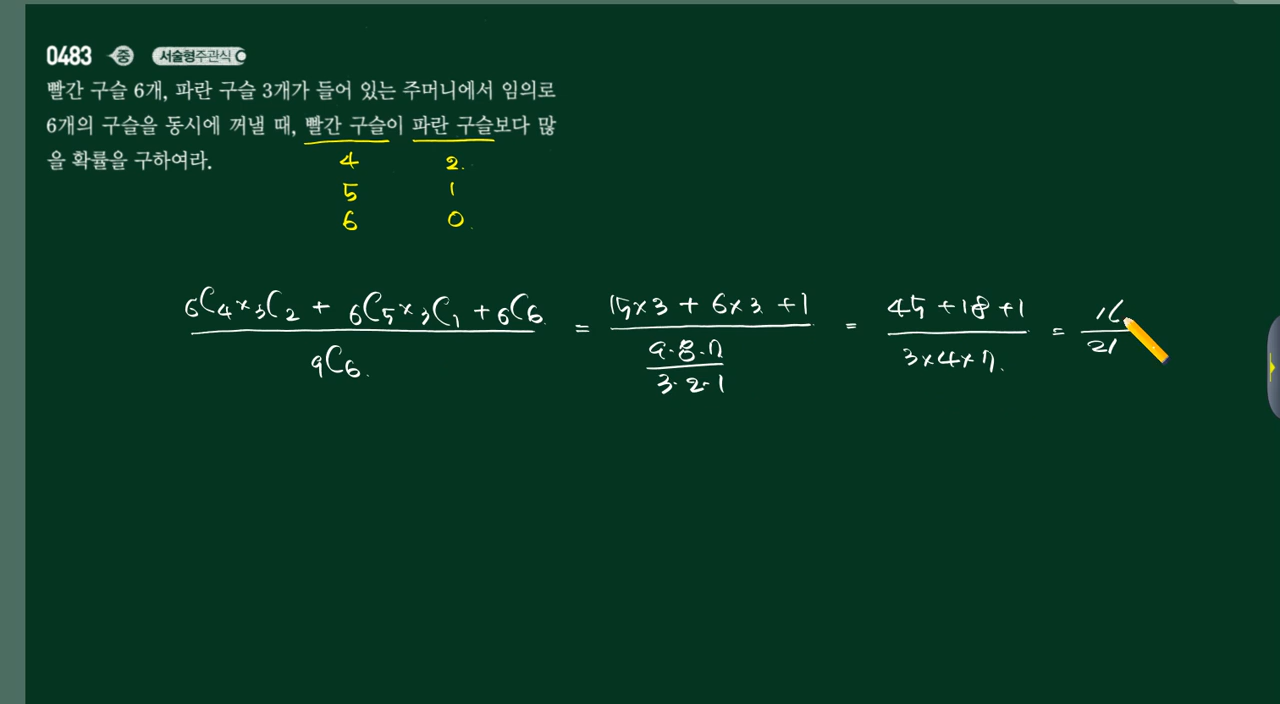 0483 중 서술형주관식
빨간 구슬 6개, 파란 구슬 3개가 들어 있는 주머니에서 임의로
6개의 구슬을 동시에 꺼낼 때, 빨간 구슬이 파란 구슬보다 많
을 확률을 구하여라.
4 2.
5 1
6 0.
6C4×3C2 + 6C5×3C1 + 6C6 / 9C6. = 15×3 + 6×3 + 1 / (9·8·7 / 3·2·1) = 45 + 18 + 1 / 3×4×7. = 16 / 21